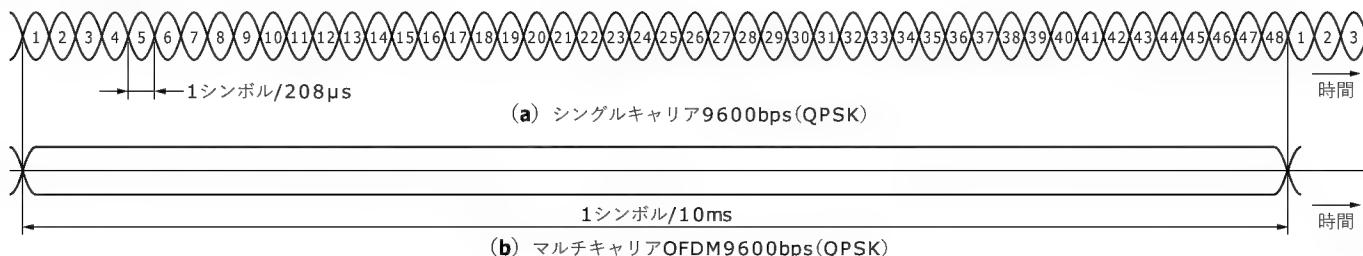 1 2 3 4 5 6 7 8 9 10 11 12 13 14 15 16 17 18 19 20 21 22 23 24 25 26 27 28 29 30 31 32 33 34 35 36 37 38 39 40 41 42 43 44 45 46 47 48 1 2 3
1シンボル/208μs
時間
(a) シングルキャリア9600bps(QPSK)
1シンボル/10ms
時間
(b) マルチキャリアOFDM9600bps(QPSK)